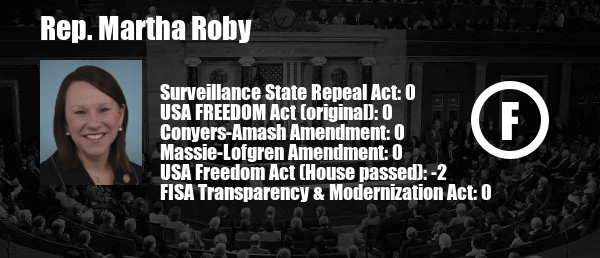 Rep. Martha Roby
Surveillance State Repeal Act: 0
USA FREEDOM Act (original): 0
Conyers-Amash Amendment: 0
Massie-Lofgren Amendment: 0
USA Freedom Act (House passed): -2
FISA Transparency & Modernization Act: 0
F